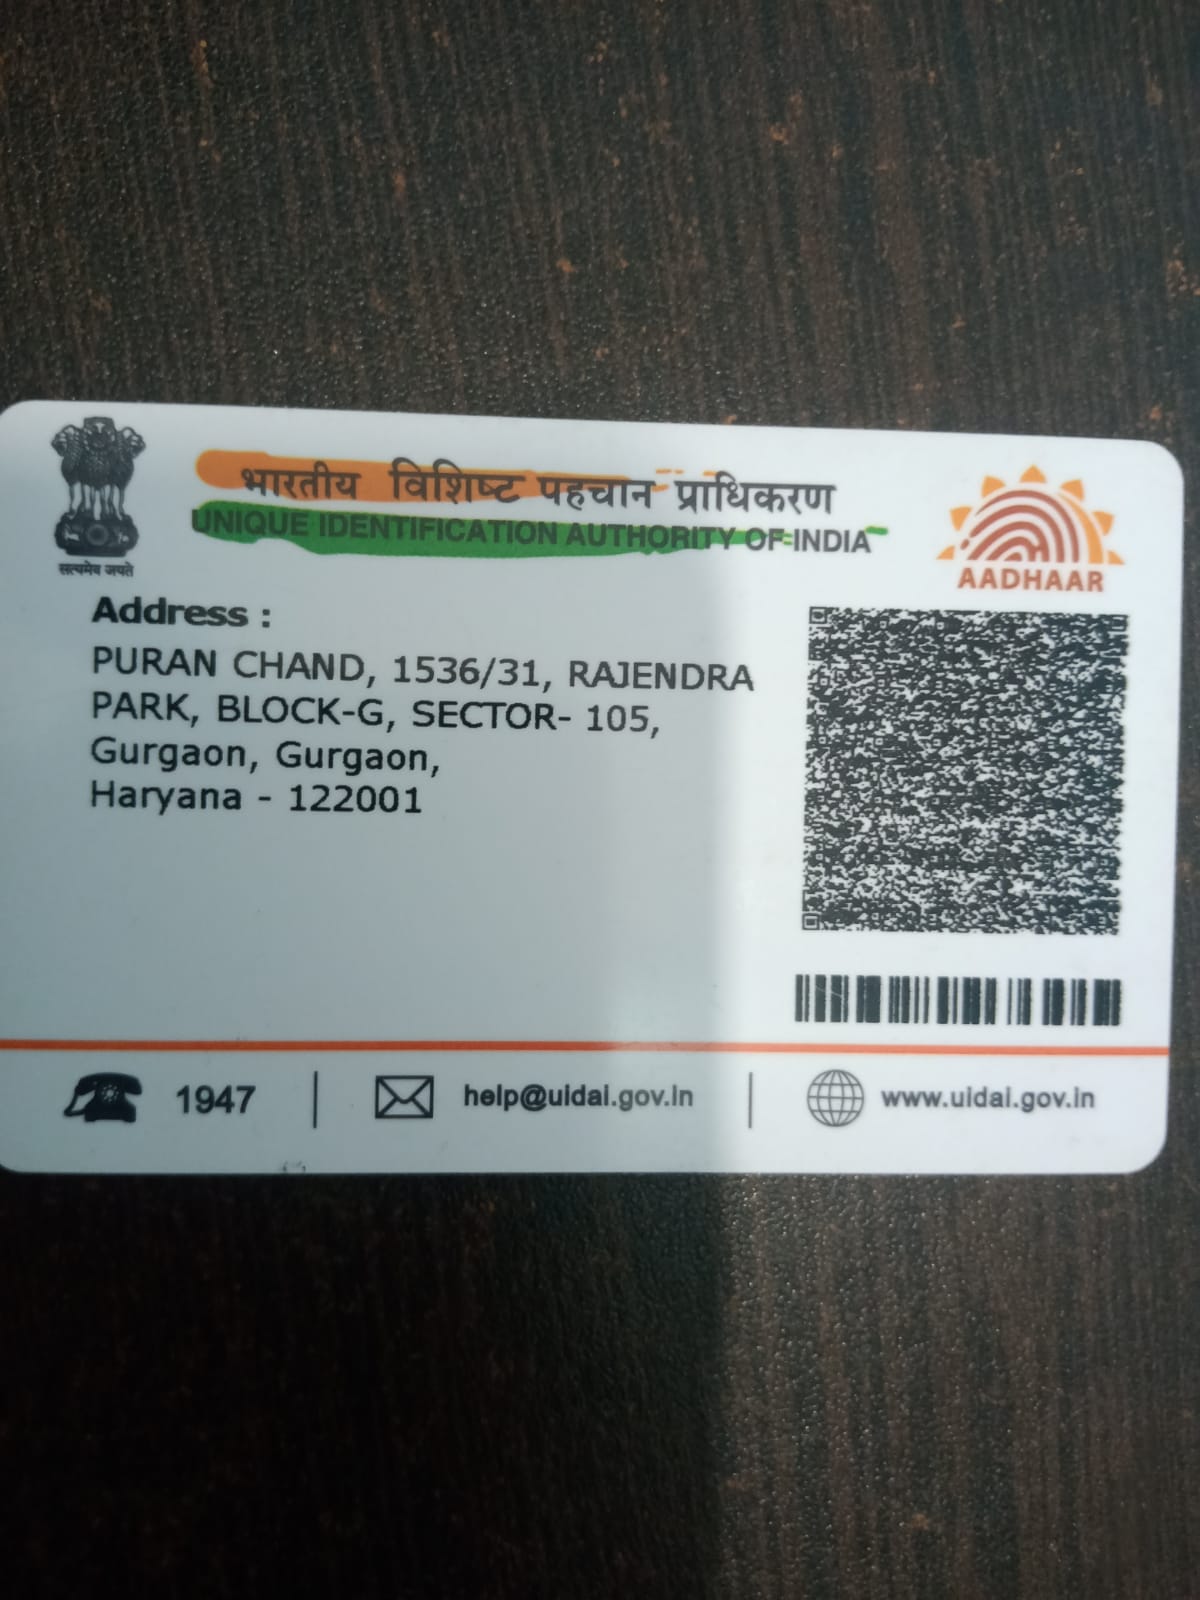 भारतीय विशिष्ट पहचान प्राधिकरण
UNIQUE IDENTIFICATION AUTHORITY OF INDIA
सत्यमेव जयते
AADHAAR
Address :
PURAN CHAND, 1536/31, RAJENDRA
PARK, BLOCK-G, SECTOR- 105,
Gurgaon, Gurgaon,
Haryana - 122001
1947 | help@uidai.gov.in | www.uidai.gov.in